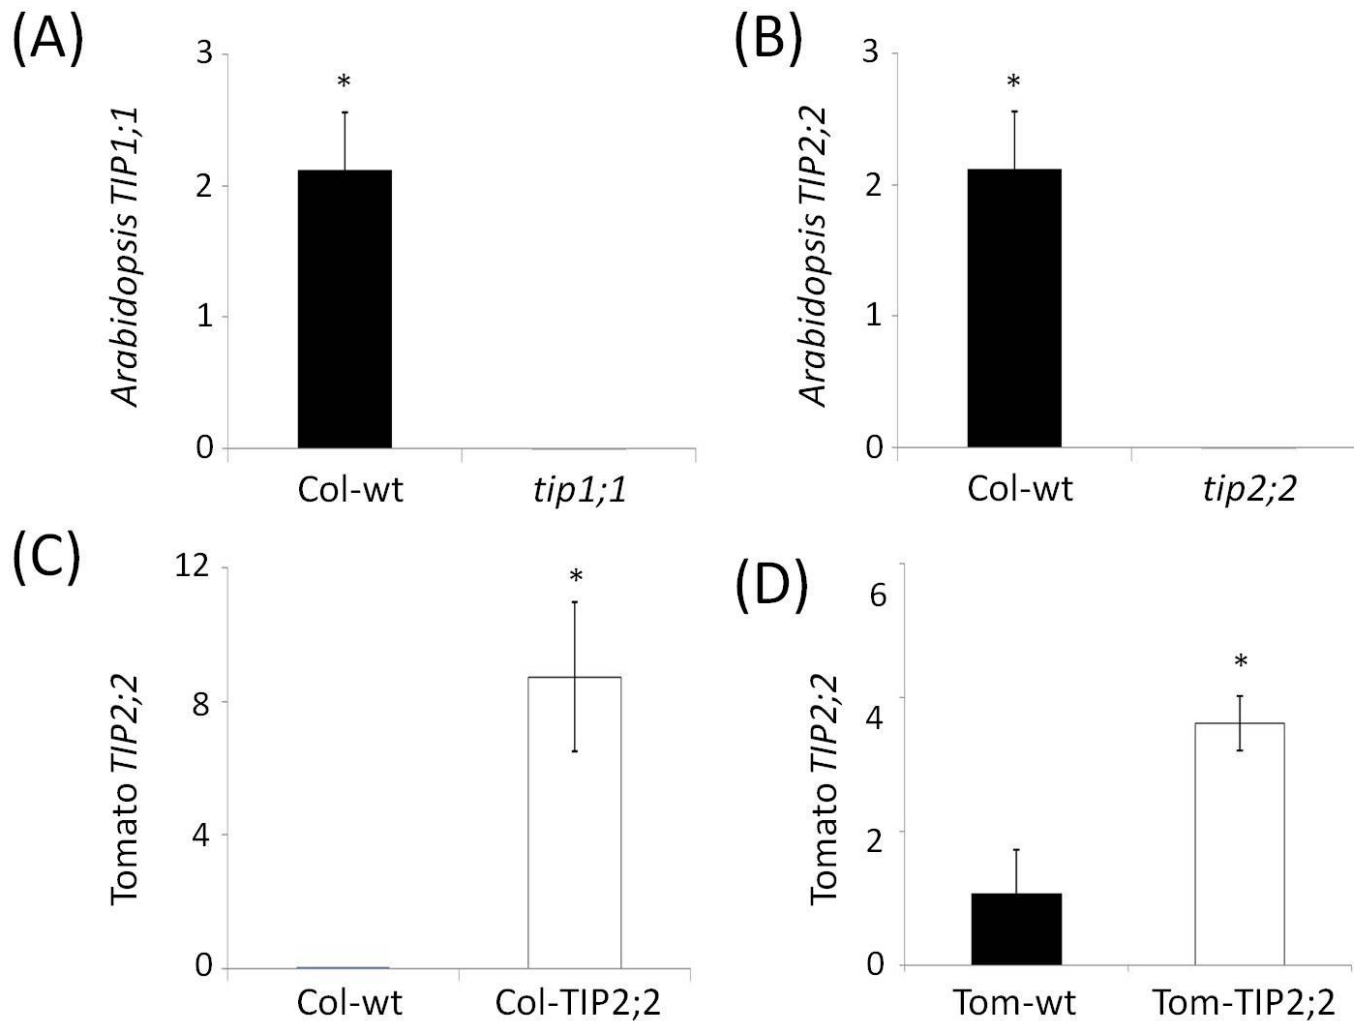 (A)
Arabidopsis TIP1;1
3
*
2
1
0
Col-wt
tip1;1
(B)
Arabidopsis TIP2;2
3
*
2
1
0
Col-wt
tip2;2
(C)
Tomato TIP2;2
12
*
8
4
0
Col-wt
Col-TIP2;2
(D)
Tomato TIP2;2
6
*
4
2
0
Tom-wt
Tom-TIP2;2